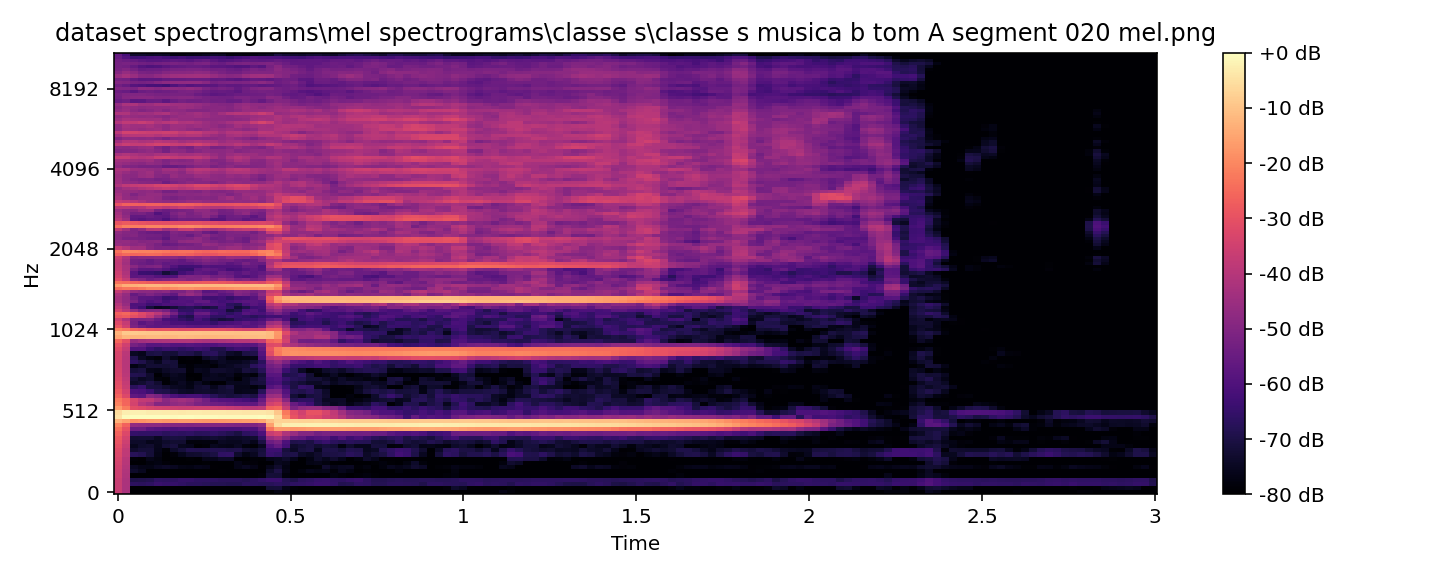 dataset spectrograms\mel spectrograms\classe s\classe s musica b tom A segment 020 mel.png
Hz
8192
4096
2048
1024
512
0
0 0.5 1 1.5 2 2.5 3
Time
+0 dB
-10 dB
-20 dB
-30 dB
-40 dB
-50 dB
-60 dB
-70 dB
-80 dB